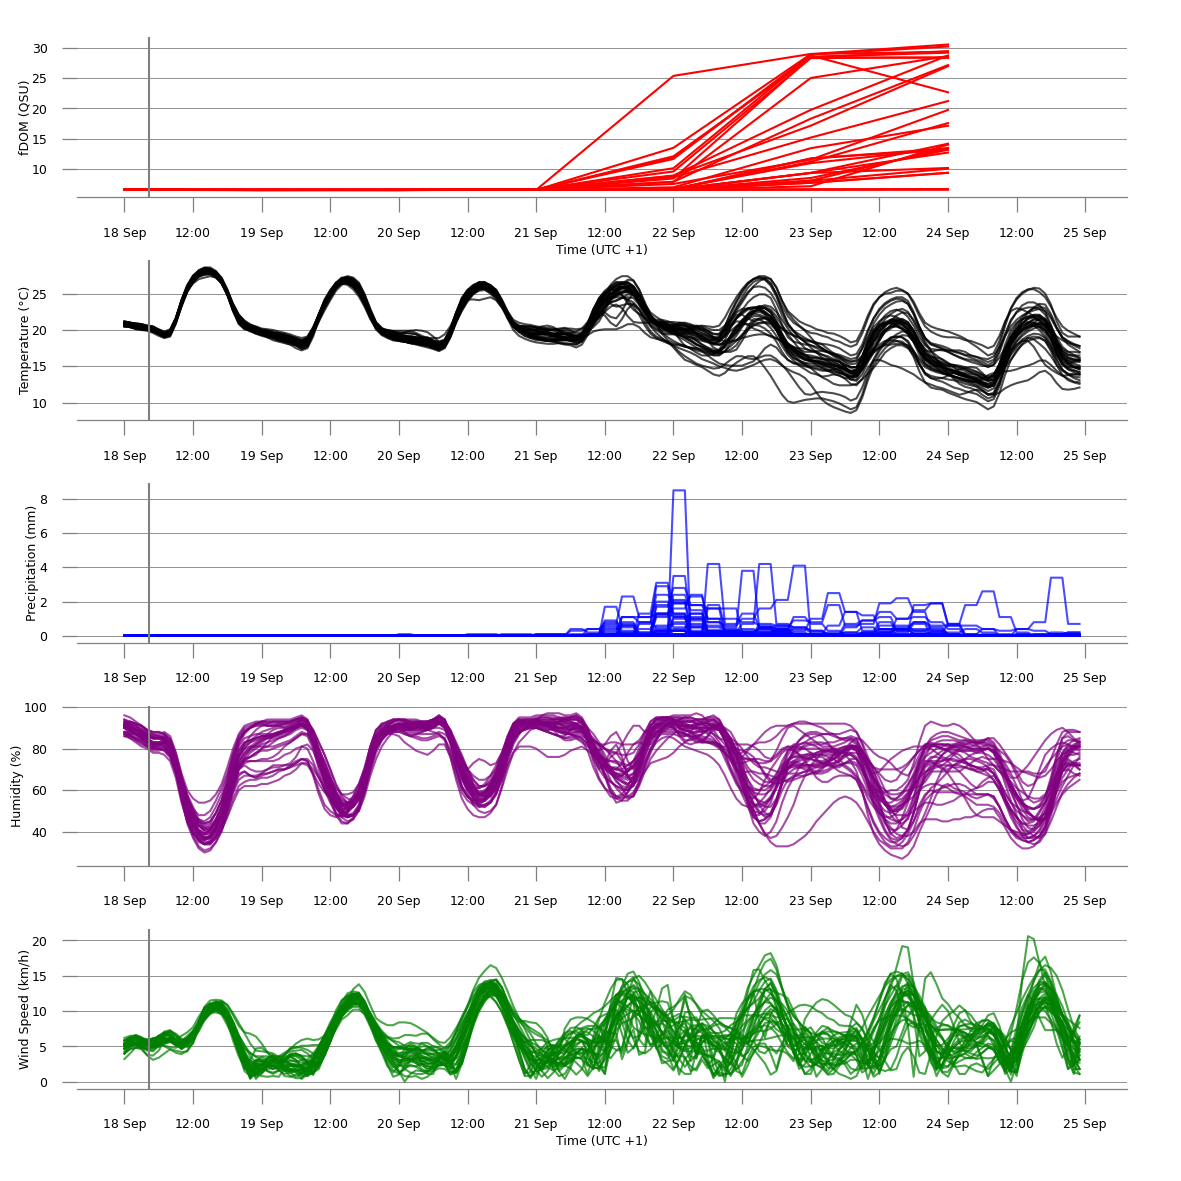 fDOM (QSU)
30
25
20
15
10
18 Sep 12:00 19 Sep 12:00 20 Sep 12:00 21 Sep 12:00 22 Sep 12:00 23 Sep 12:00 24 Sep 12:00 25 Sep
Time (UTC +1)
Temperature (°C)
25
20
15
10
18 Sep 12:00 19 Sep 12:00 20 Sep 12:00 21 Sep 12:00 22 Sep 12:00 23 Sep 12:00 24 Sep 12:00 25 Sep
Precipitation (mm)
8
6
4
2
0
18 Sep 12:00 19 Sep 12:00 20 Sep 12:00 21 Sep 12:00 22 Sep 12:00 23 Sep 12:00 24 Sep 12:00 25 Sep
Humidity (%)
100
80
60
40
18 Sep 12:00 19 Sep 12:00 20 Sep 12:00 21 Sep 12:00 22 Sep 12:00 23 Sep 12:00 24 Sep 12:00 25 Sep
Wind Speed (km/h)
20
15
10
5
0
18 Sep 12:00 19 Sep 12:00 20 Sep 12:00 21 Sep 12:00 22 Sep 12:00 23 Sep 12:00 24 Sep 12:00 25 Sep
Time (UTC +1)